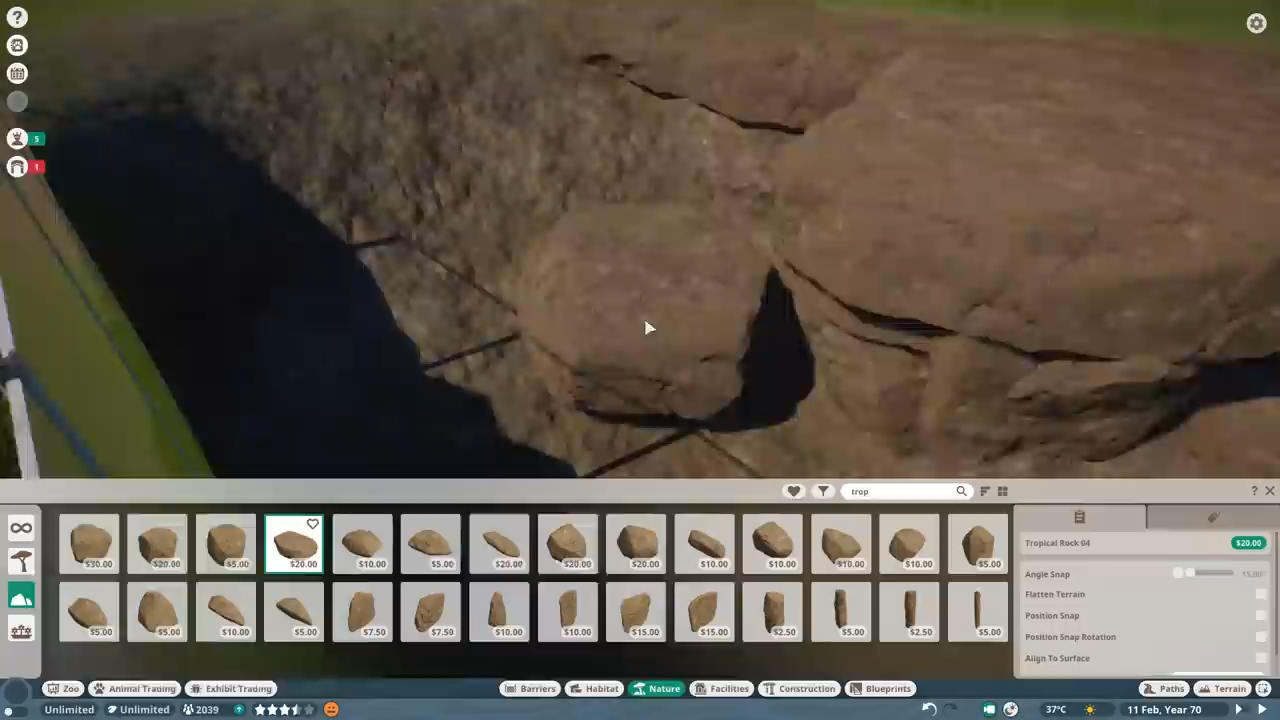 ?
5
1
trop
? ×
$30.00 $20.00 $5.00 $20.00 $10.00 $5.00 $20.00 $20.00 $20.00 $10.00 $10.00 $10.00 $10.00 $5.00
$5.00 $5.00 $10.00 $5.00 $7.50 $7.50 $10.00 $10.00 $15.00 $15.00 $2.50 $5.00 $2.50 $5.00
Tropical Rock 04 $20.00
Angle Snap 15.00°
Flatten Terrain
Position Snap
Position Snap Rotation
Align To Surface
Zoo Animal Trading Exhibit Trading Barriers Habitat Nature Facilities Construction Blueprints Paths Terrain
Unlimited Unlimited 2039 37°C 11 Feb, Year 70